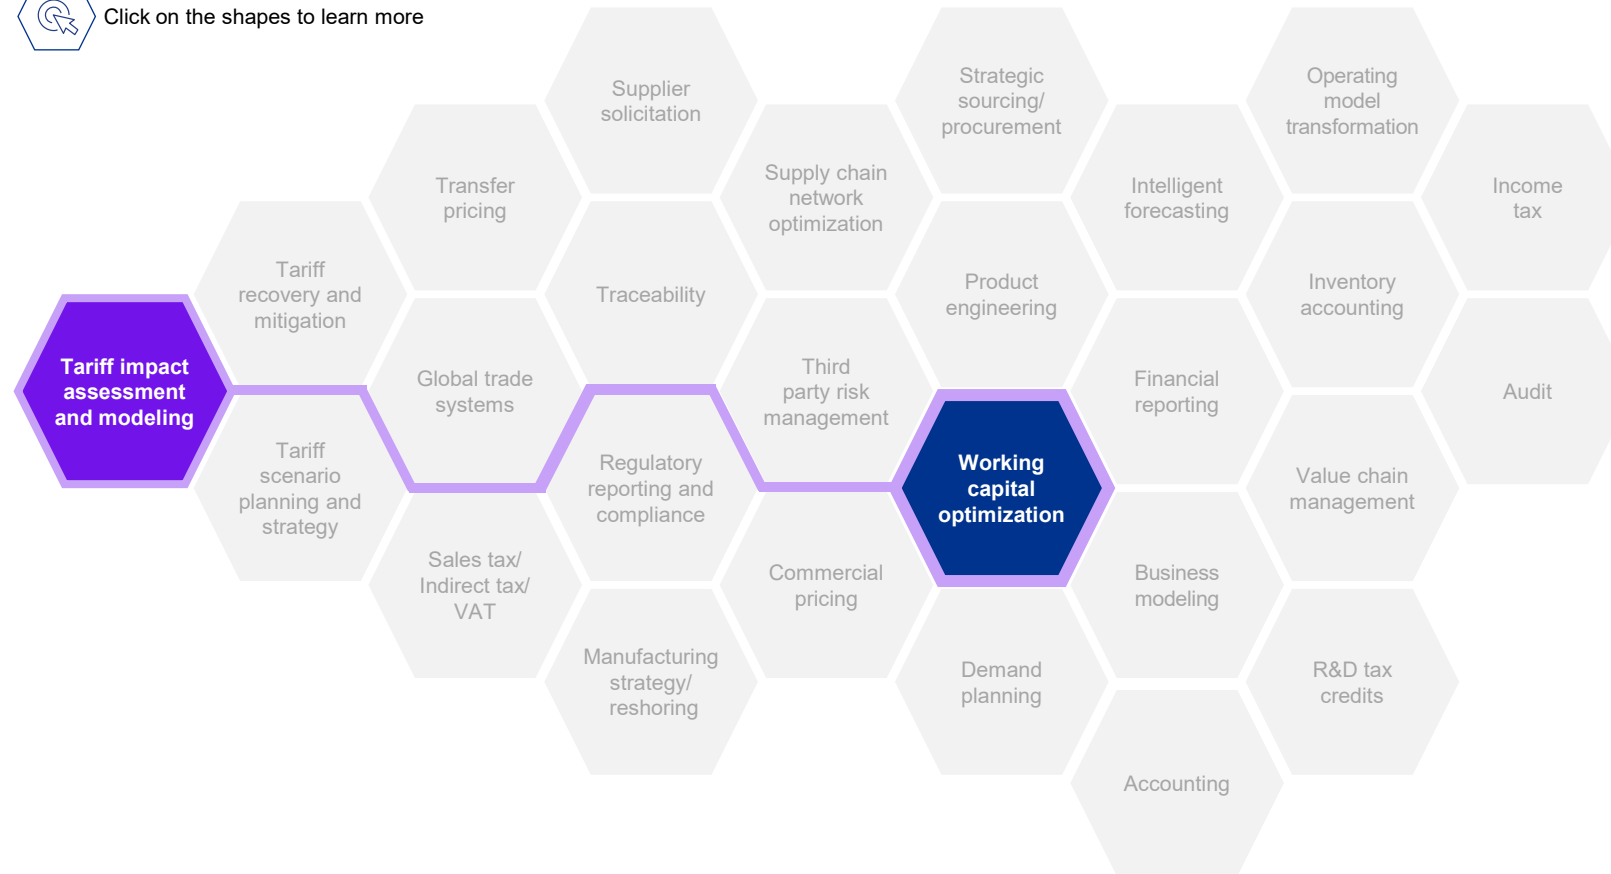 Click on the shapes to learn more
Supplier
solicitation
Strategic
sourcing/
procurement
Operating
model
transformation
Transfer
pricing
Supply chain
network
optimization
Intelligent
forecasting
Income
tax
Tariff
recovery and
mitigation
Traceability
Product
engineering
Inventory
accounting
Tariff impact
assessment
and modeling
Global trade
systems
Third
party risk
management
Financial
reporting
Audit
Tariff
scenario
planning and
strategy
Regulatory
reporting and
compliance
Working
capital
optimization
Value chain
management
Sales tax/
Indirect tax/
VAT
Commercial
pricing
Business
modeling
Manufacturing
strategy/
reshoring
Demand
planning
R&D tax
credits
Accounting